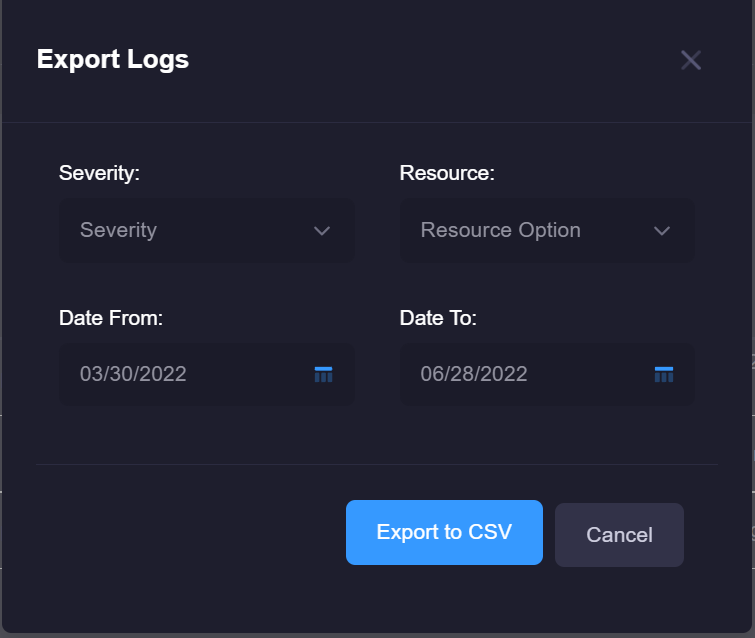 Export Logs
Severity:
Resource:
Severity
Resource Option
Date From:
Date To:
03/30/2022
06/28/2022
Export to CSV
Cancel